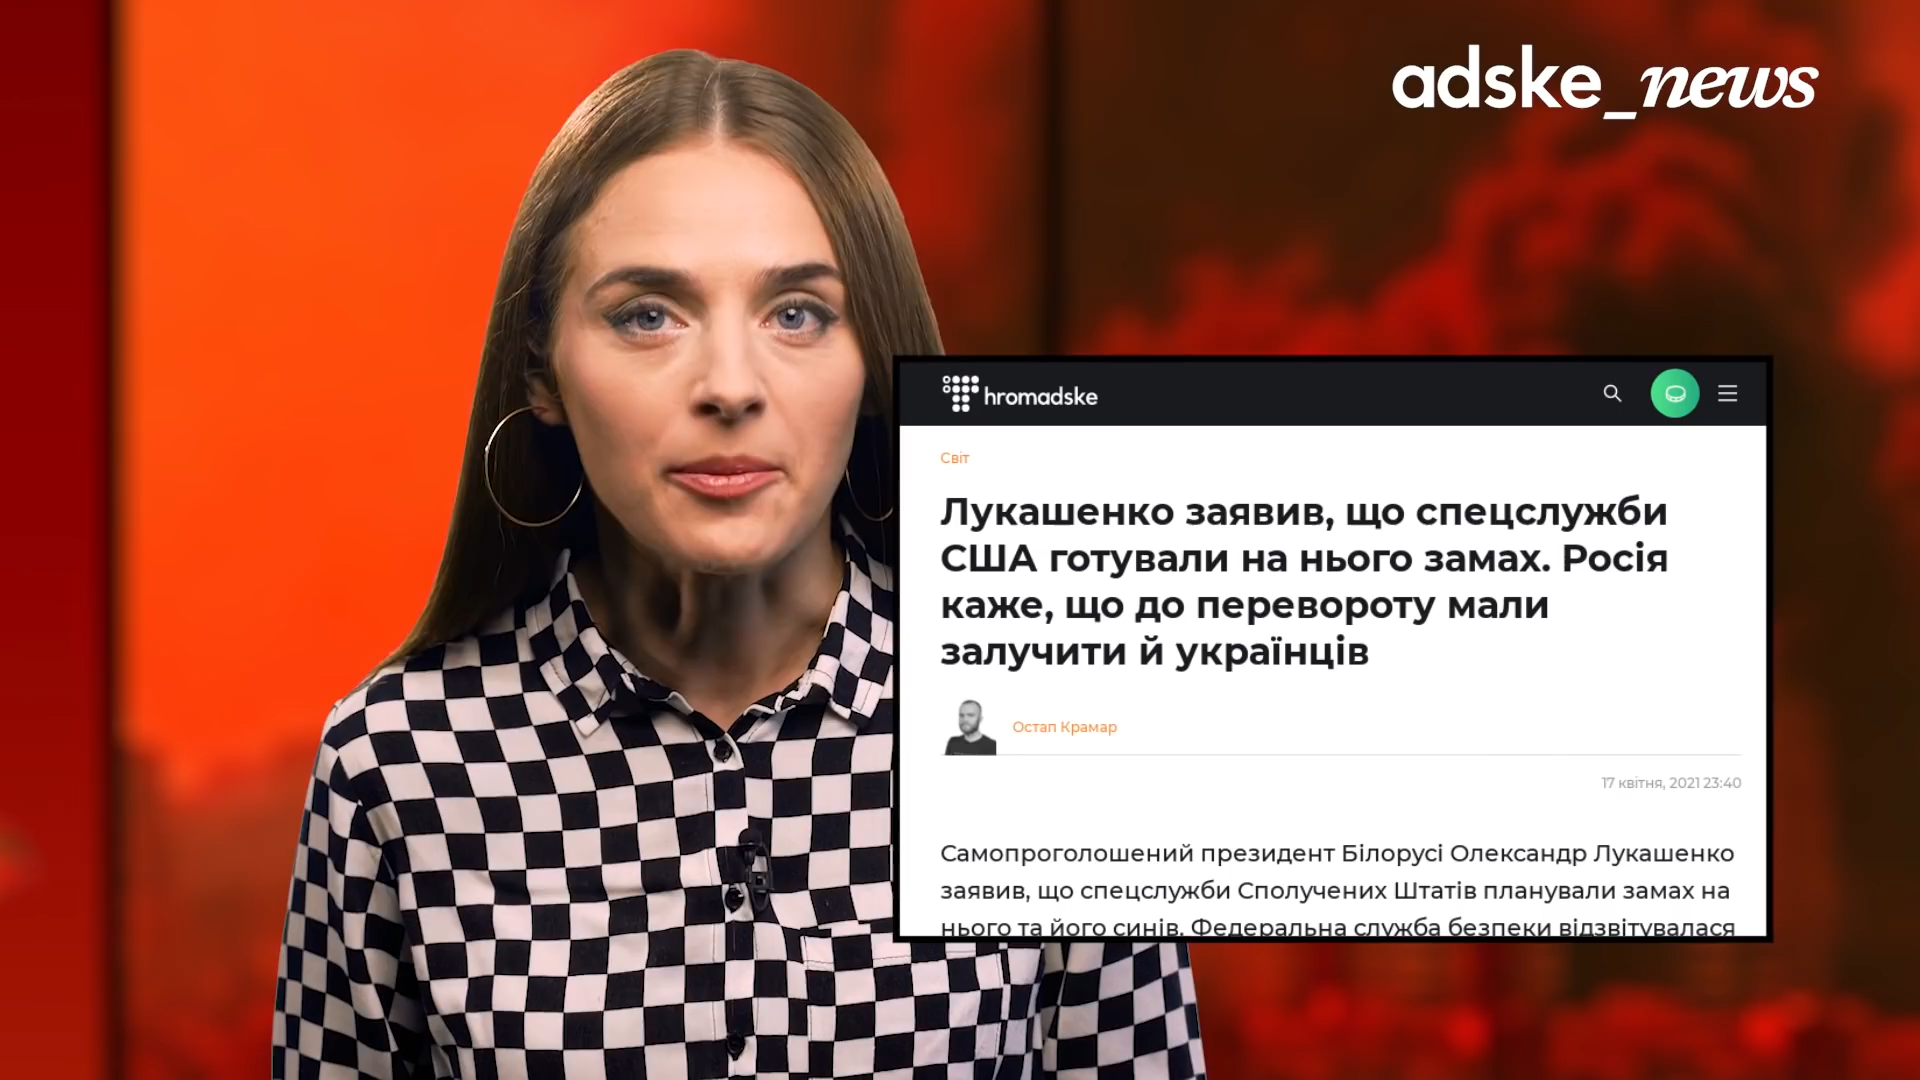 adske_news
hromadske
Світ
Лукашенко заявив, що спецслужби
США готували на нього замах. Росія
каже, що до перевороту мали
залучити й українців
Остап Крамар
17 квітня, 2021 23:40
Самопроголошений президент Білорусі Олександр Лукашенко
заявив, що спецслужби Сполучених Штатів планували замах на
нього та його синів. Федеральна служба безпеки відзвітувалася